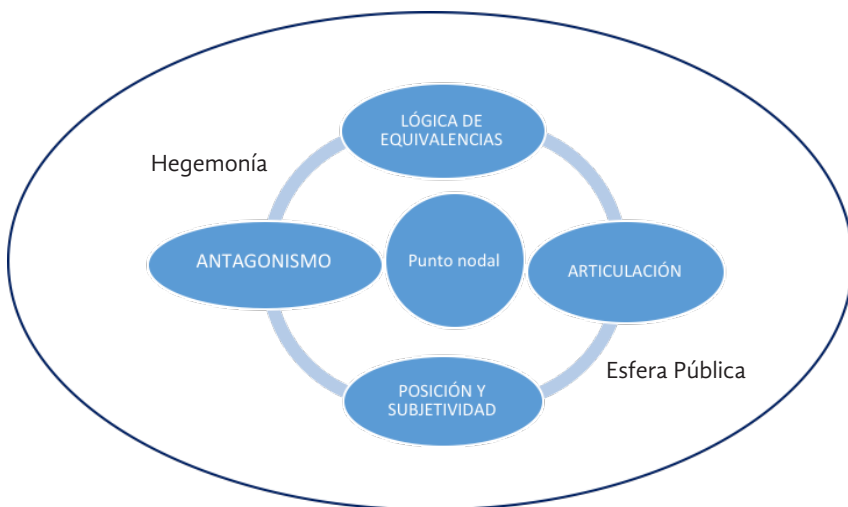 LÓGICA DE
EQUIVALENCIAS
Hegemonía
ANTAGONISMO
Punto nodal
ARTICULACIÓN
Esfera Pública
POSICIÓN Y
SUBJETIVIDAD